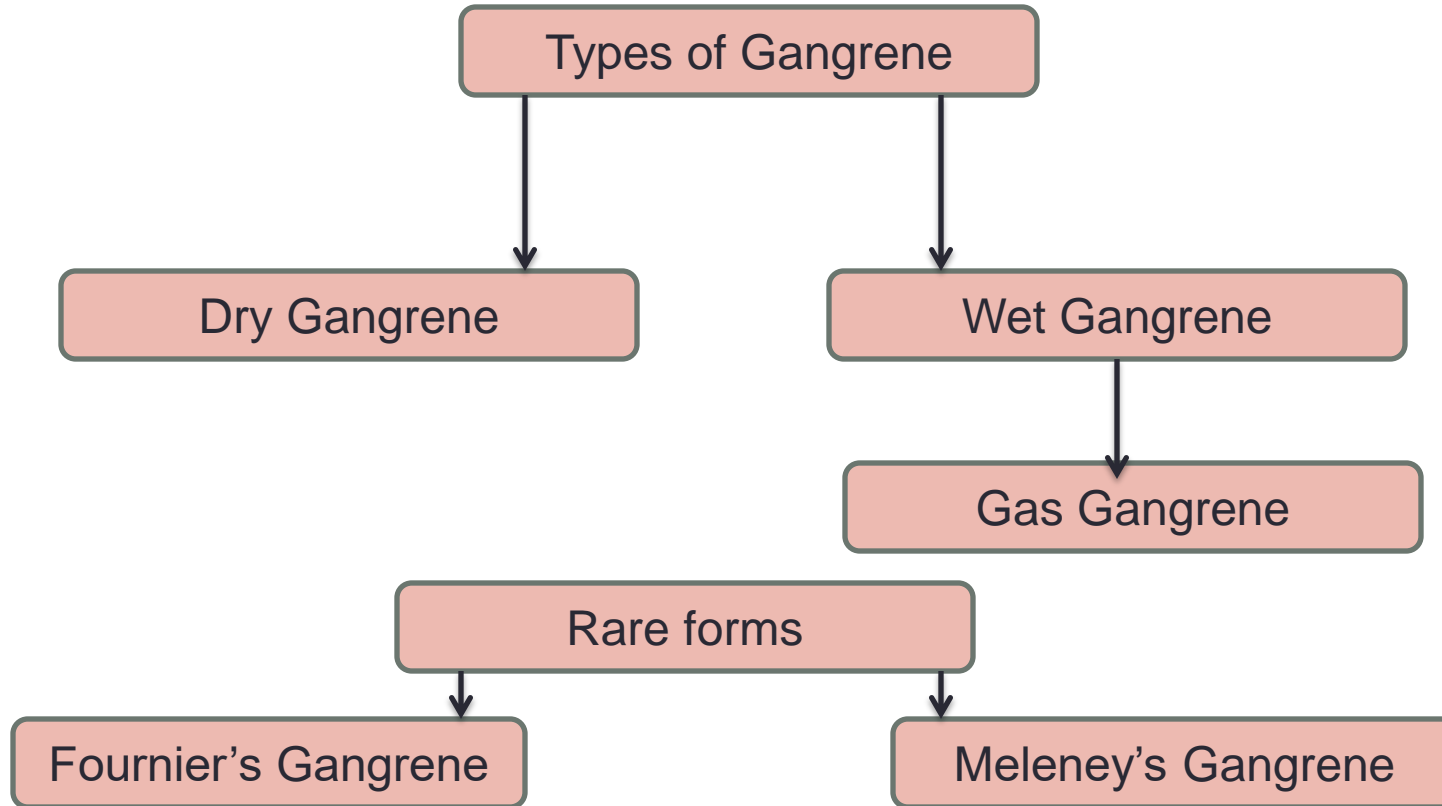 Types of Gangrene
Dry Gangrene
Wet Gangrene
Gas Gangrene
Rare forms
Fournier’s Gangrene
Meleney’s Gangrene